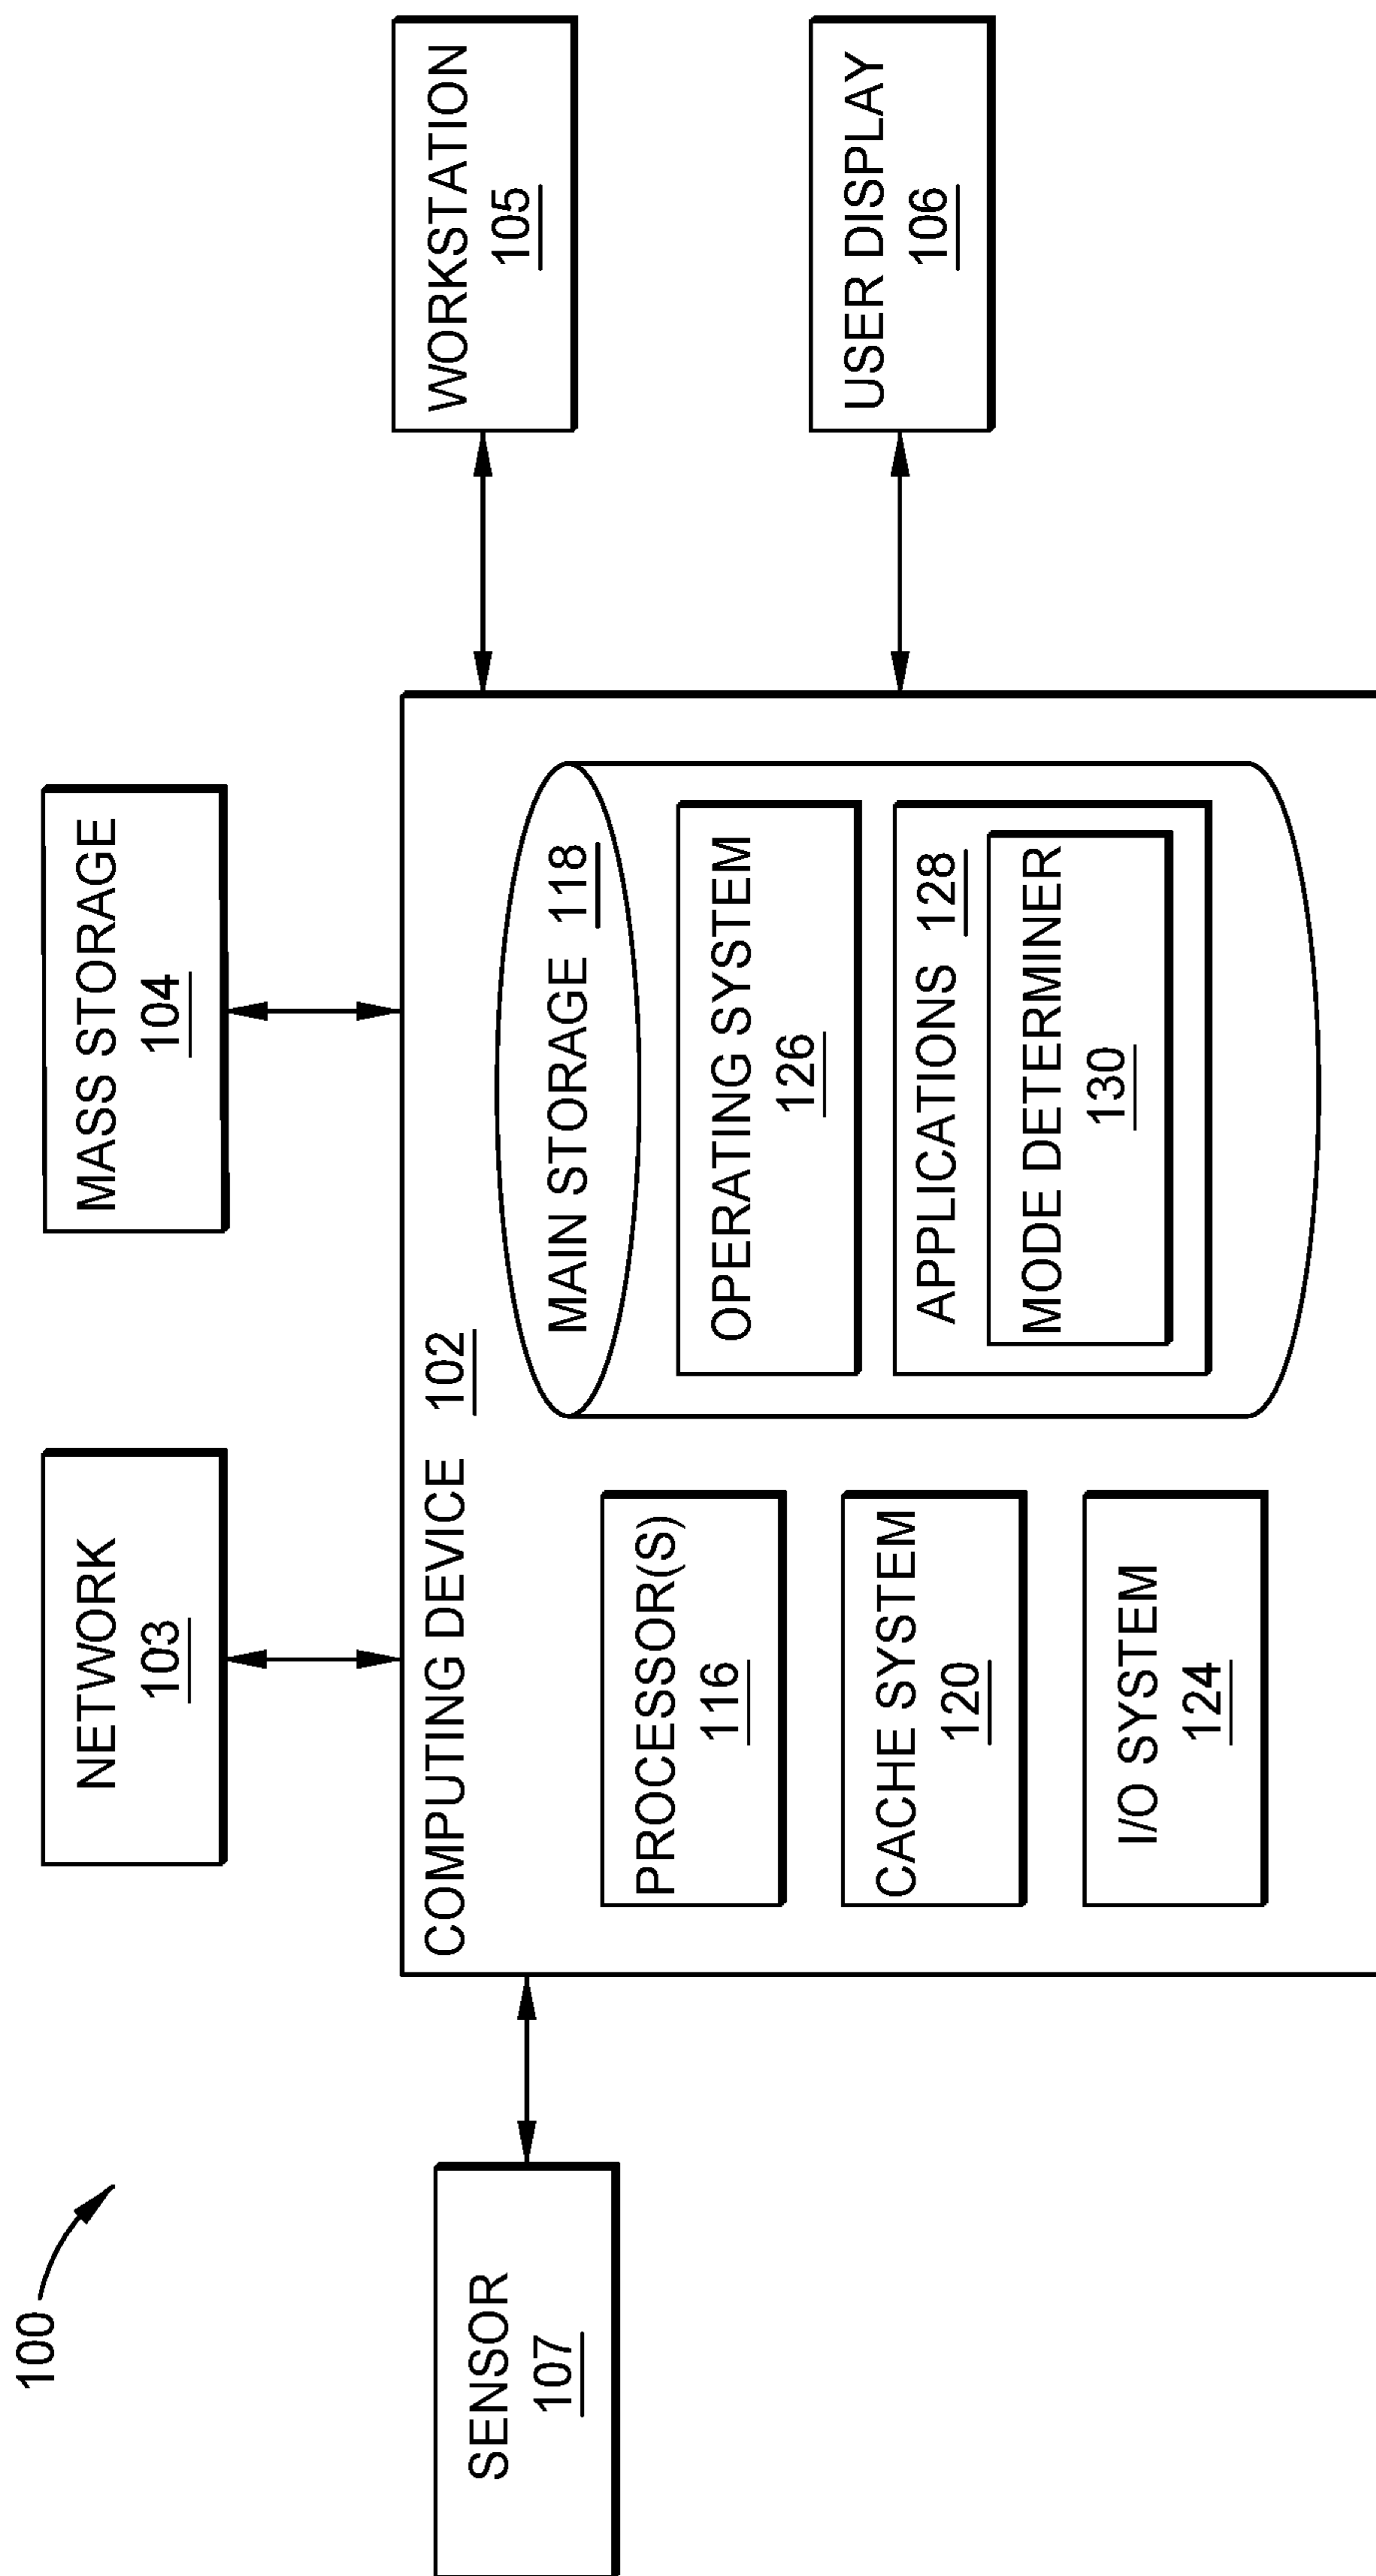 100
NETWORK
103
MASS STORAGE
104
SENSOR
107
COMPUTING DEVICE 102
PROCESSOR(S)
116
CACHE SYSTEM
120
I/O SYSTEM
124
MAIN STORAGE 118
OPERATING SYSTEM
126
APPLICATIONS 128
MODE DETERMINER
130
WORKSTATION
105
USER DISPLAY
106